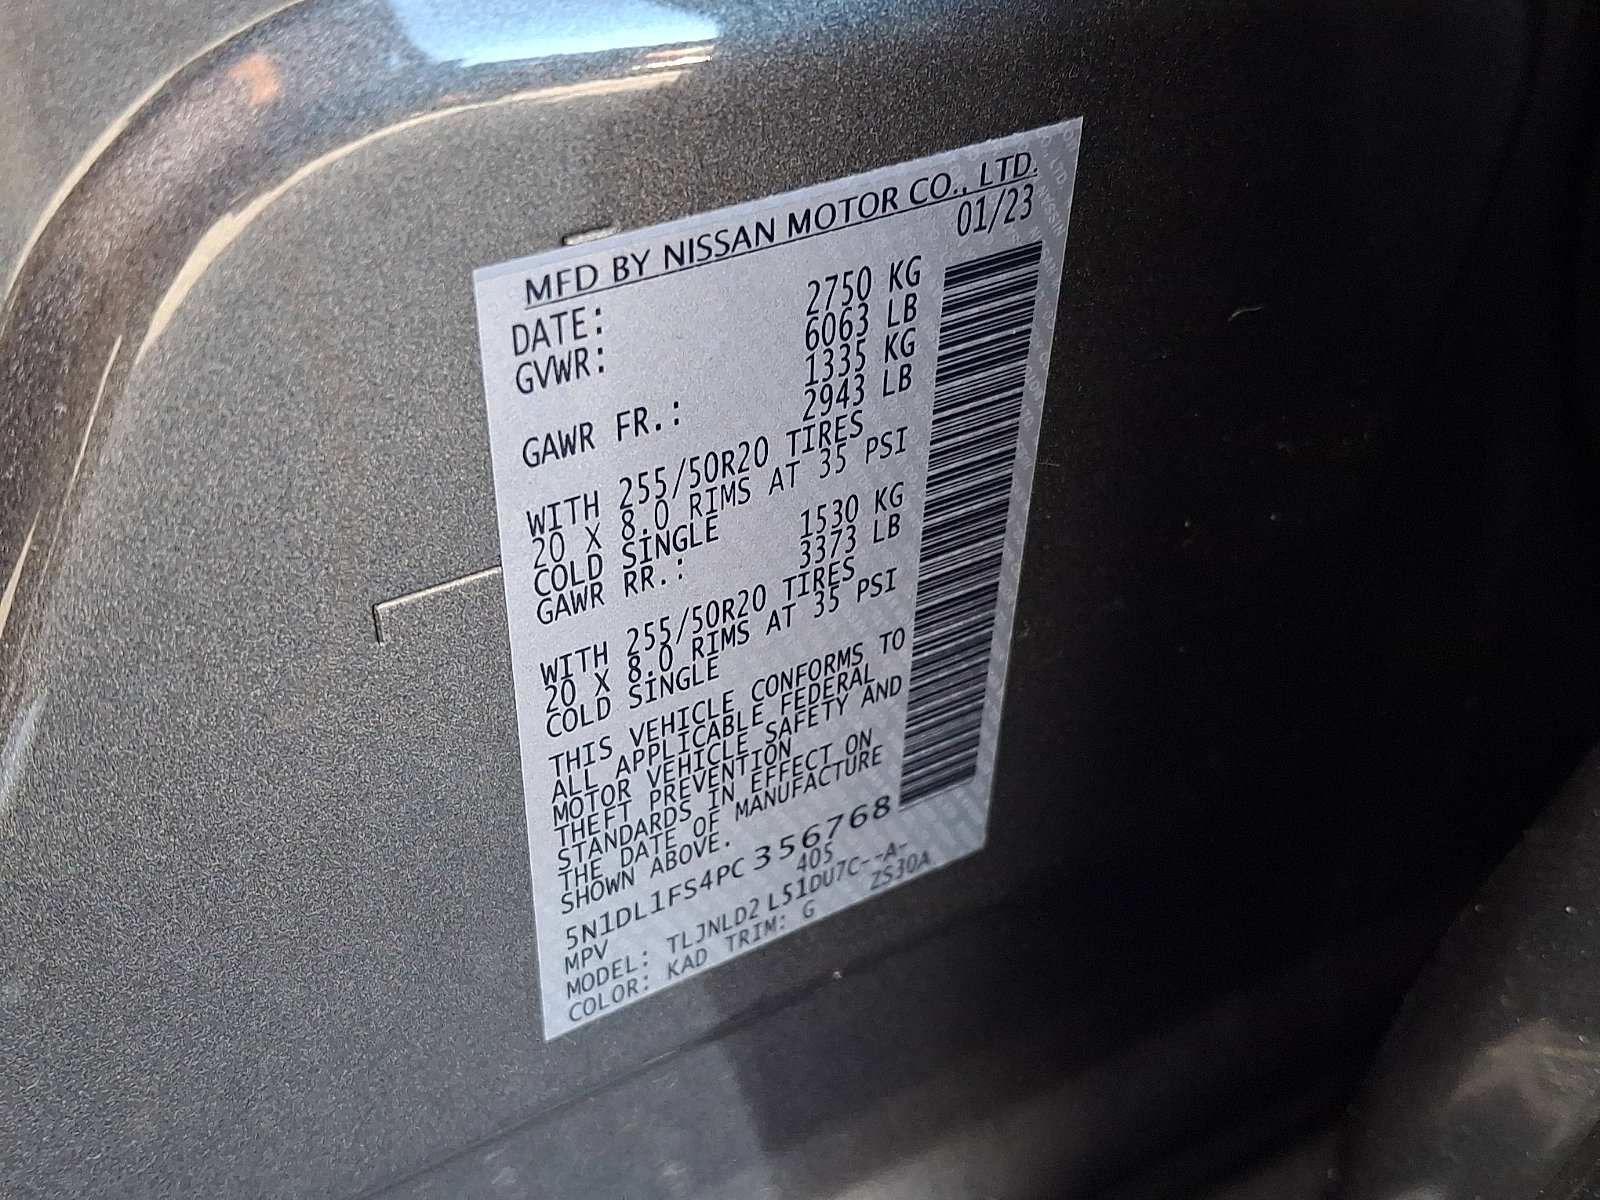 MFD BY NISSAN MOTOR CO., LTD.
DATE: 01/23
GVWR: 2750 KG
6063 LB
GAWR FR.: 1335 KG
2943 LB
WITH 255/50R20 TIRES
20 X 8.0 RIMS AT 35 PSI
COLD SINGLE
GAWR RR.: 1530 KG
3373 LB
WITH 255/50R20 TIRES
20 X 8.0 RIMS AT 35 PSI
COLD SINGLE
THIS VEHICLE CONFORMS TO
ALL APPLICABLE FEDERAL
MOTOR VEHICLE SAFETY AND
THEFT PREVENTION
STANDARDS IN EFFECT ON
THE DATE OF MANUFACTURE
SHOWN ABOVE.
5N1DL1FS4PC356768
MPV 405
MODEL: TLJNLD2 L51DU7C--A-
COLOR: KAD TRIM: G ZS30A